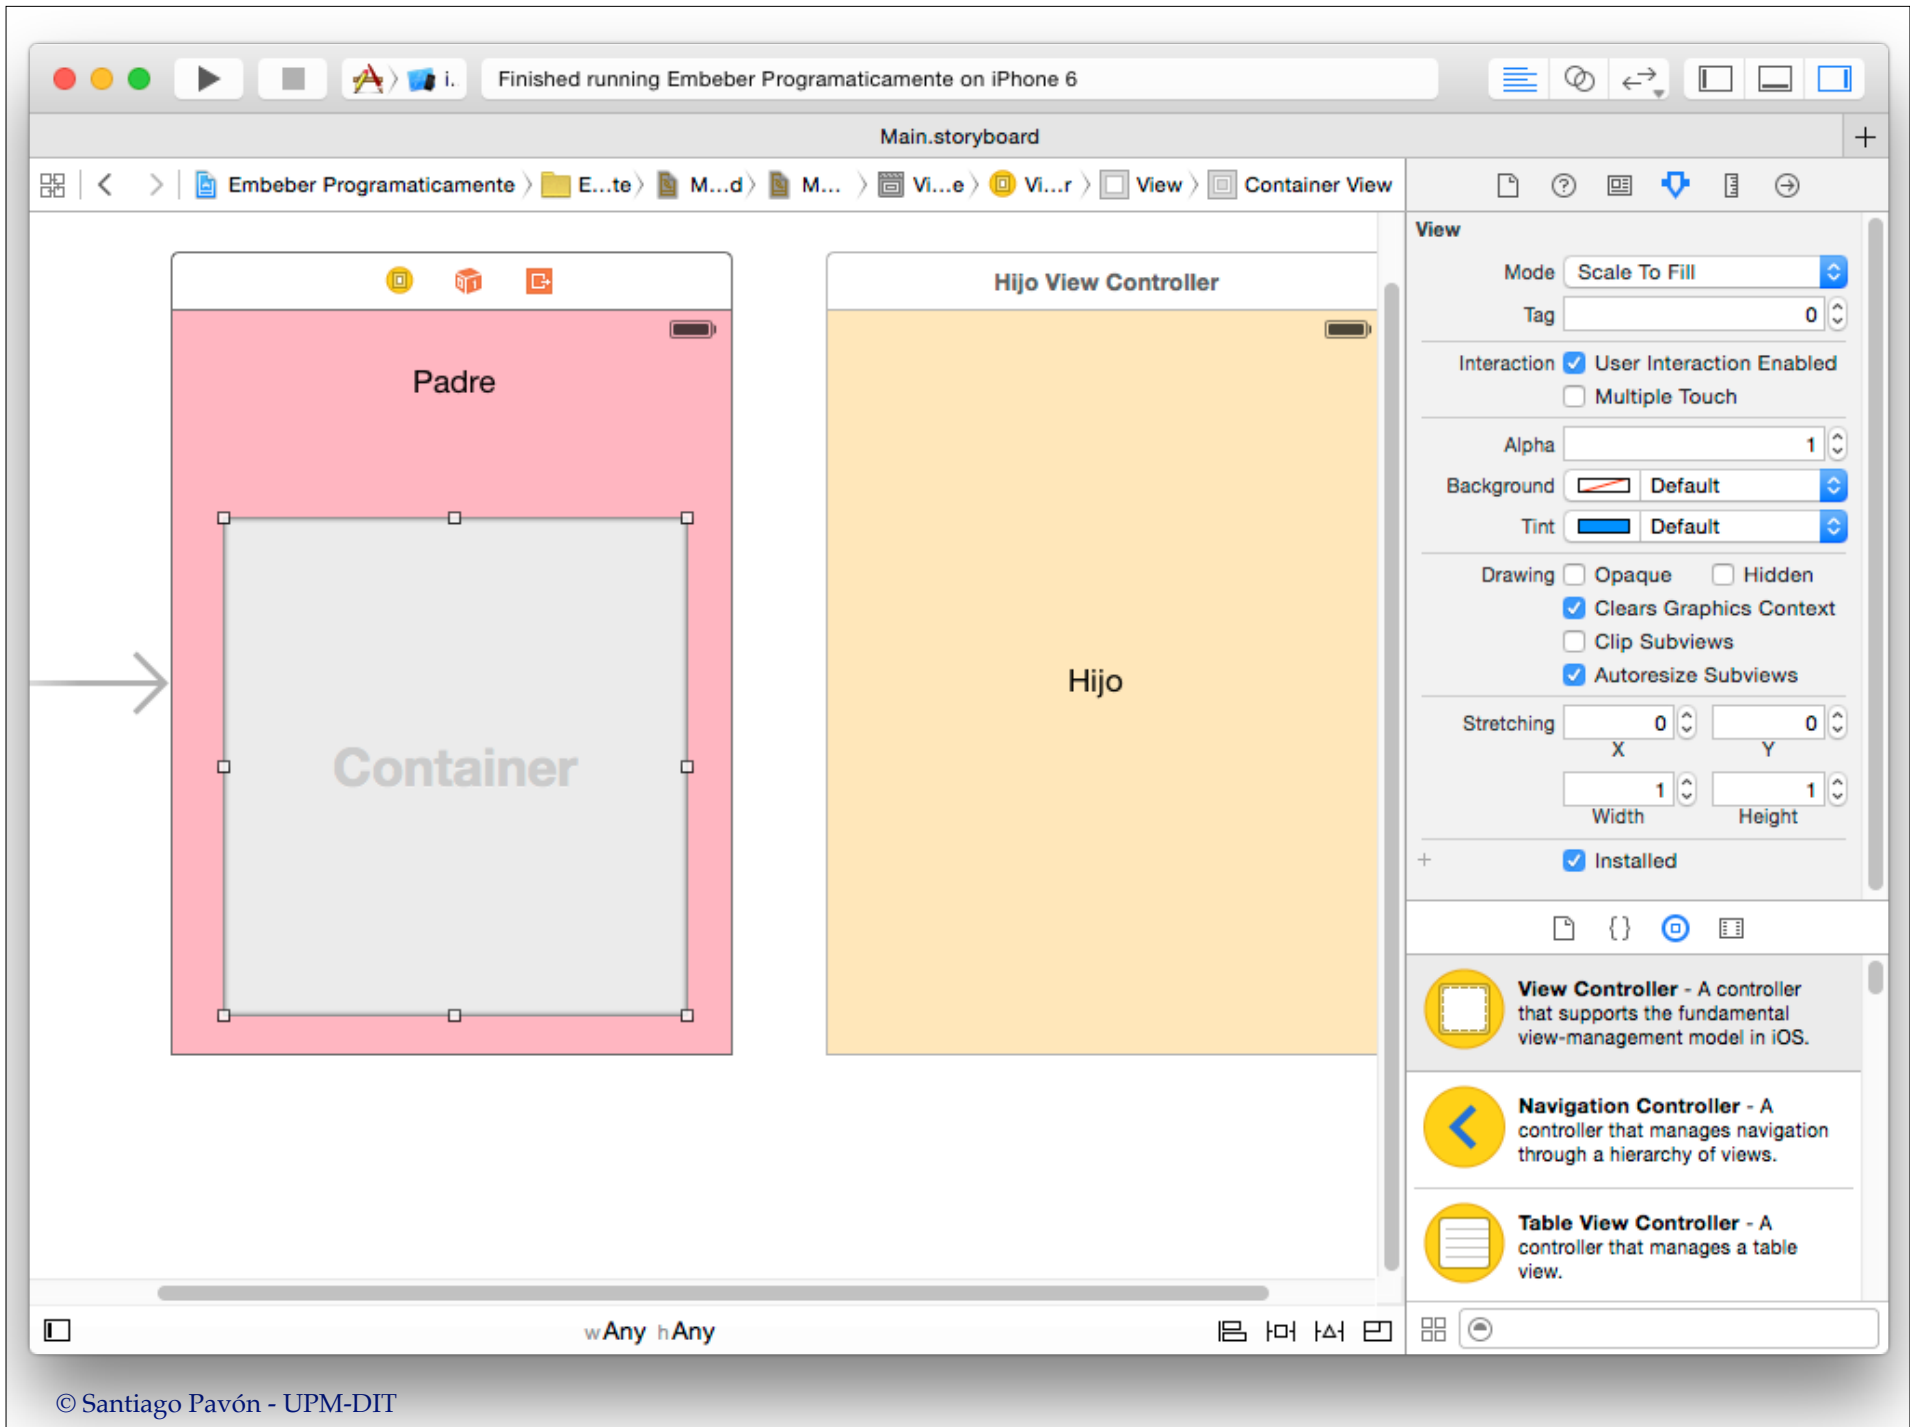 i.
Finished running Embeber Programaticamente on iPhone 6
Main.storyboard
Embeber Programaticamente
E...te
M...d
M...
Vi...e
Vi...r
View
Container View
Hijo View Controller
Padre
Container
Hijo
wAny hAny
View
Mode Scale To Fill
Tag 0
Interaction User Interaction Enabled
Multiple Touch
Alpha 1
Background Default
Tint Default
Drawing Opaque Hidden
Clears Graphics Context
Clip Subviews
Autoresize Subviews
Stretching 0 0
X Y
1 1
Width Height
Installed
View Controller - A controller
that supports the fundamental
view-management model in iOS.
Navigation Controller - A
controller that manages navigation
through a hierarchy of views.
Table View Controller - A
controller that manages a table
view.
© Santiago Pavón - UPM-DIT